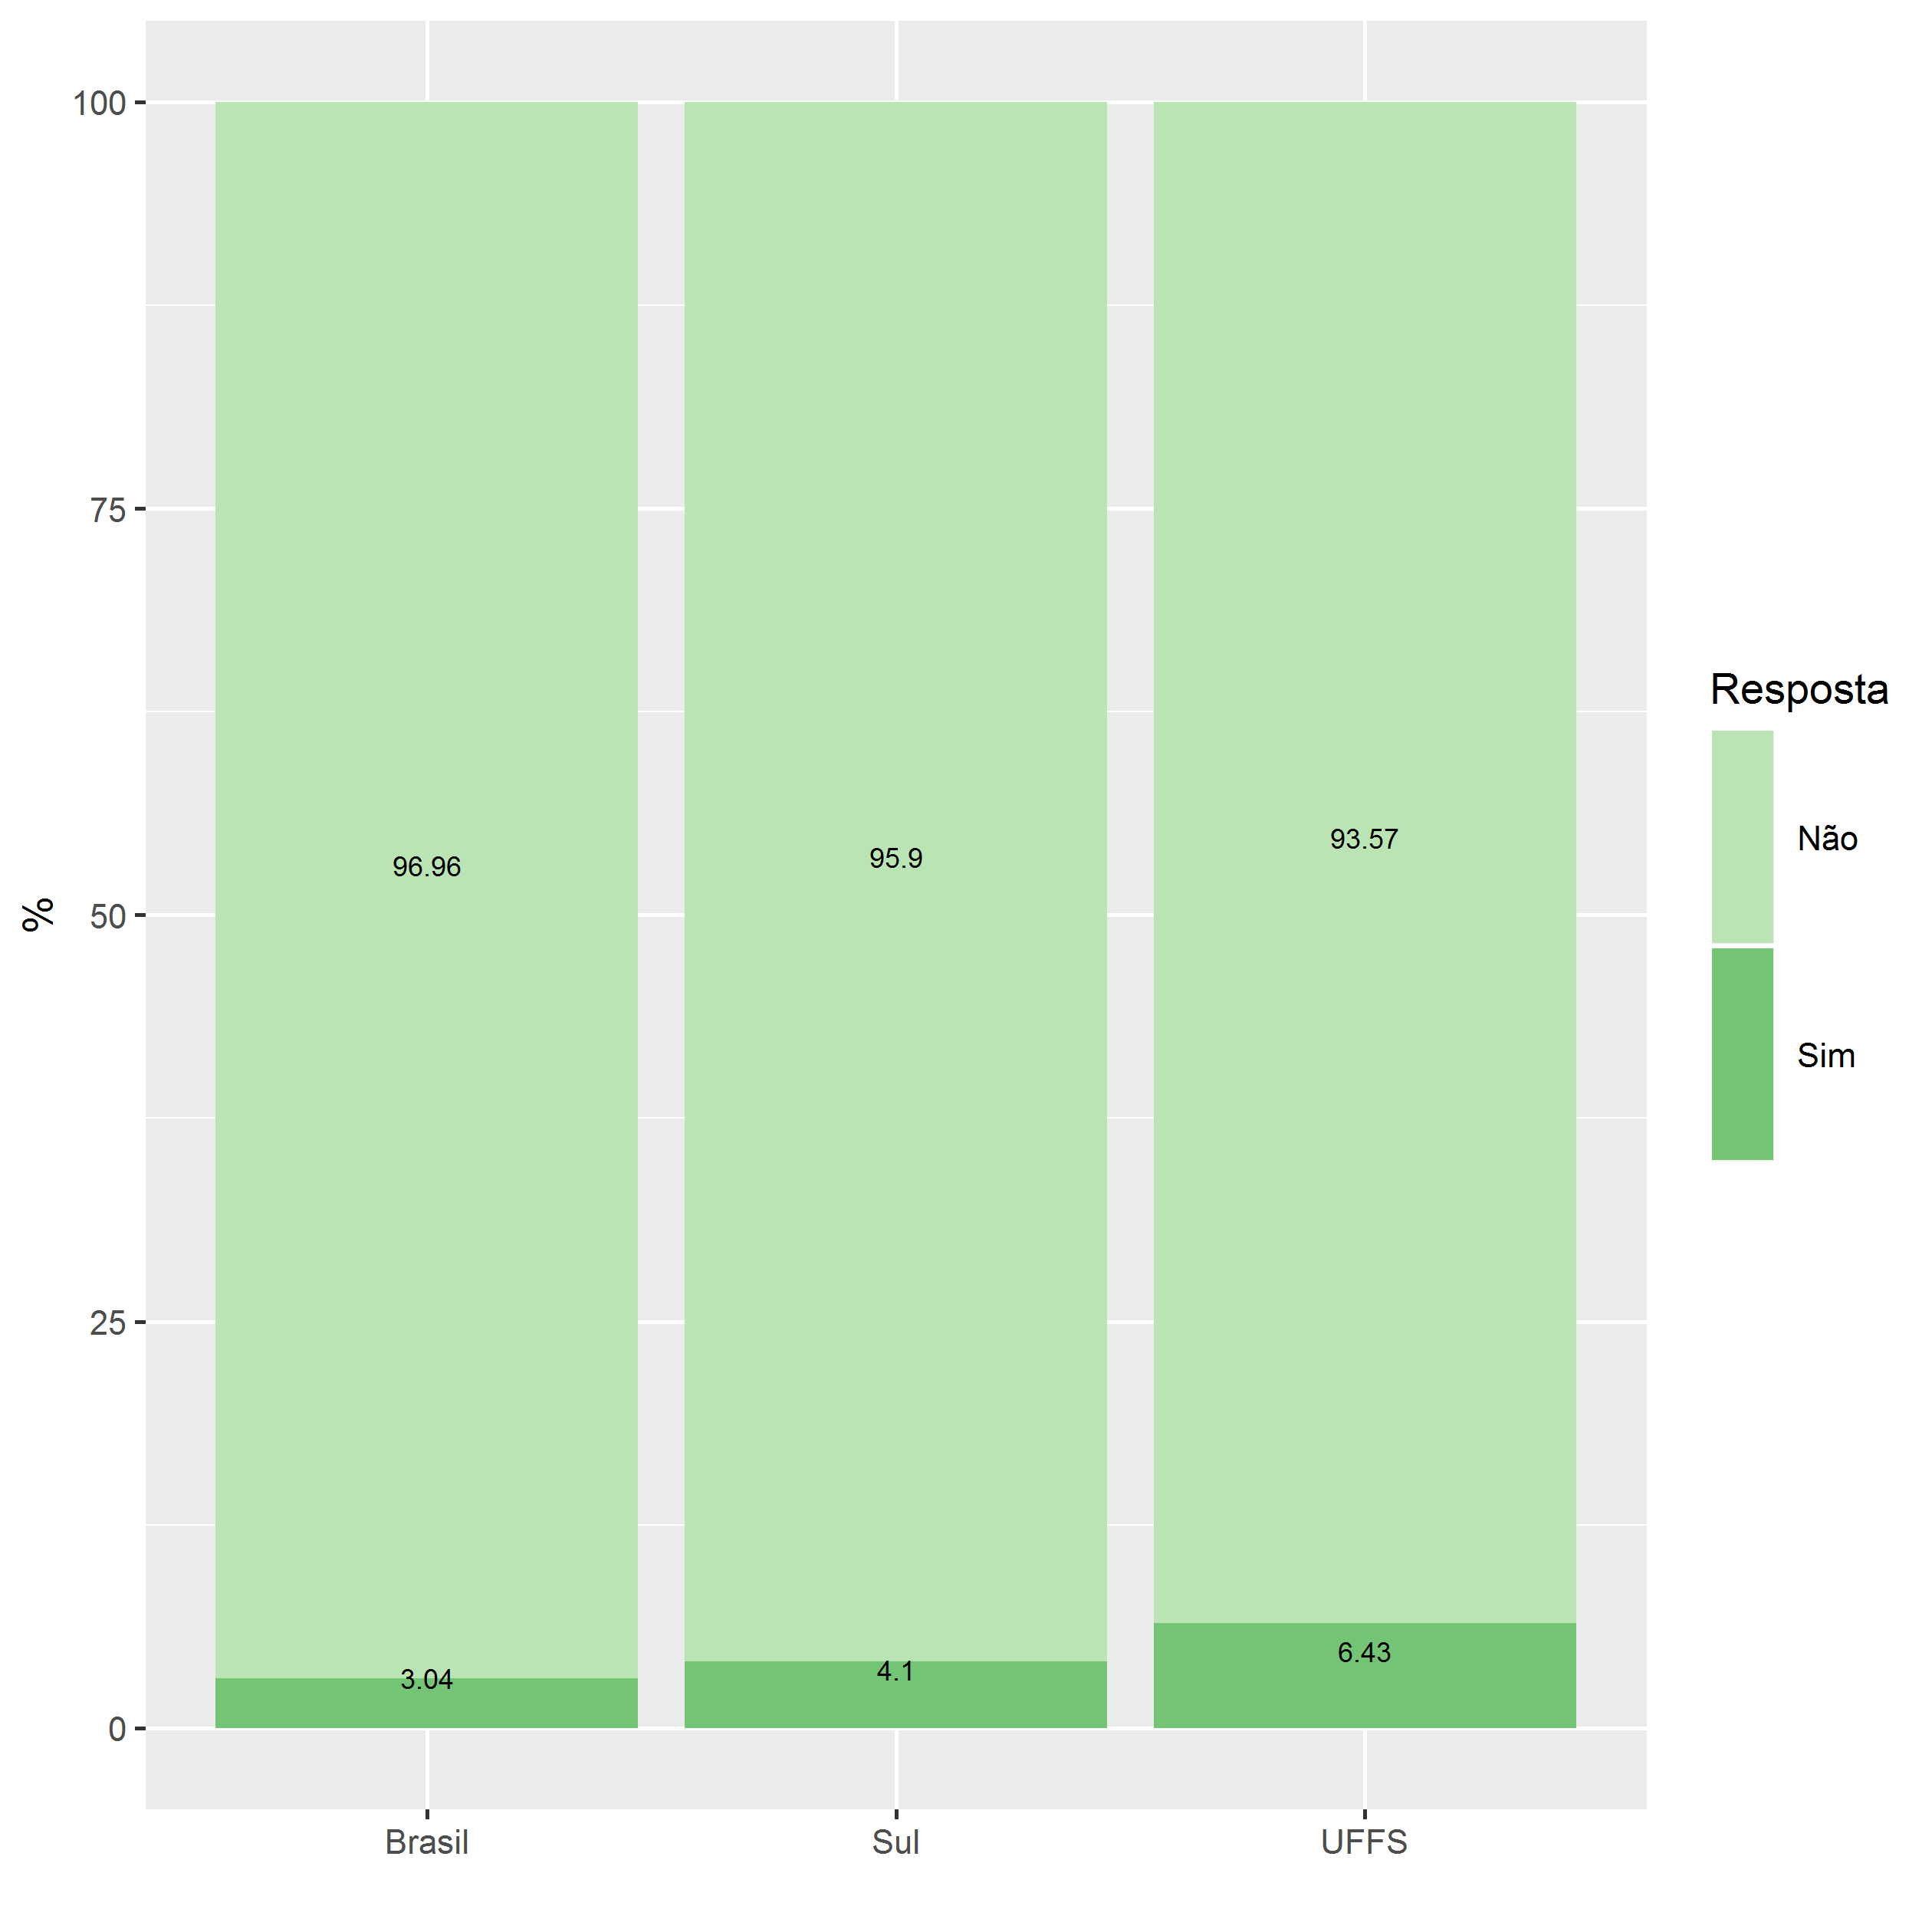 %
100
75
50
25
0
96.96
95.9
93.57
3.04
4.1
6.43
Brasil
Sul
UFFS
Resposta
Não
Sim